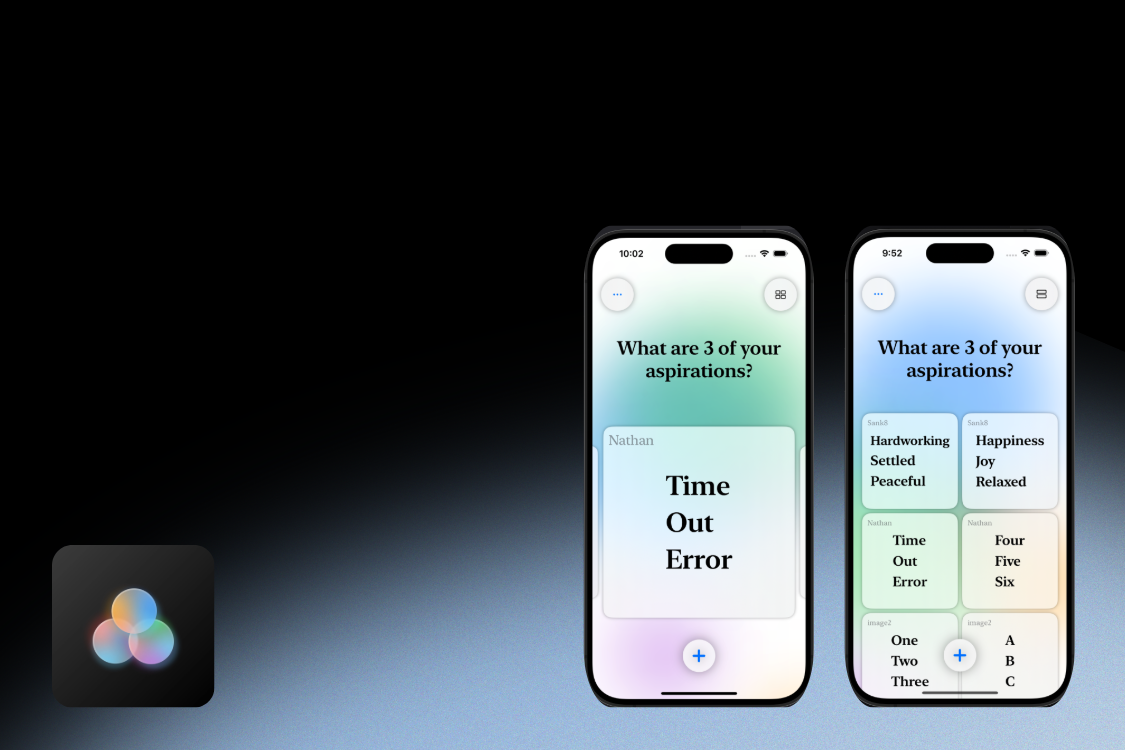 10:02
What are 3 of your
aspirations?
Nathan
Time
Out
Error
9:52
What are 3 of your
aspirations?
Sank8
Hardworking
Settled
Peaceful
Sank8
Happiness
Joy
Relaxed
Nathan
Time
Out
Error
Nathan
Four
Five
Six
image2
One
Two
Three
image2
A
B
C